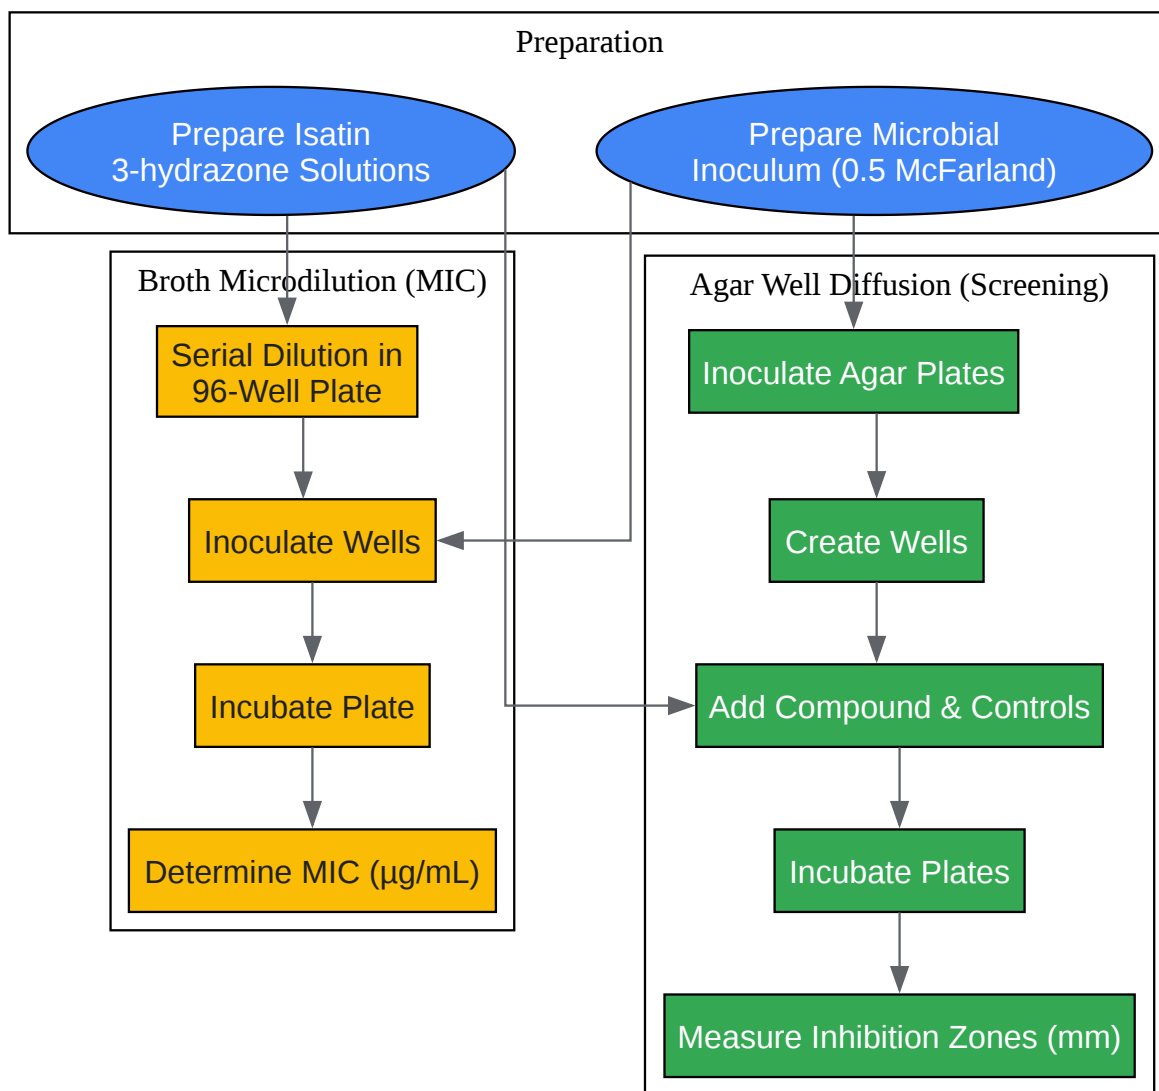 Preparation
Prepare Isatin
3-hydrazone Solutions
Prepare Microbial
Inoculum (0.5 McFarland)
Broth Microdilution (MIC)
Serial Dilution in
96-Well Plate
Inoculate Wells
Incubate Plate
Determine MIC (µg/mL)
Agar Well Diffusion (Screening)
Inoculate Agar Plates
Create Wells
Add Compound & Controls
Incubate Plates
Measure Inhibition Zones (mm)